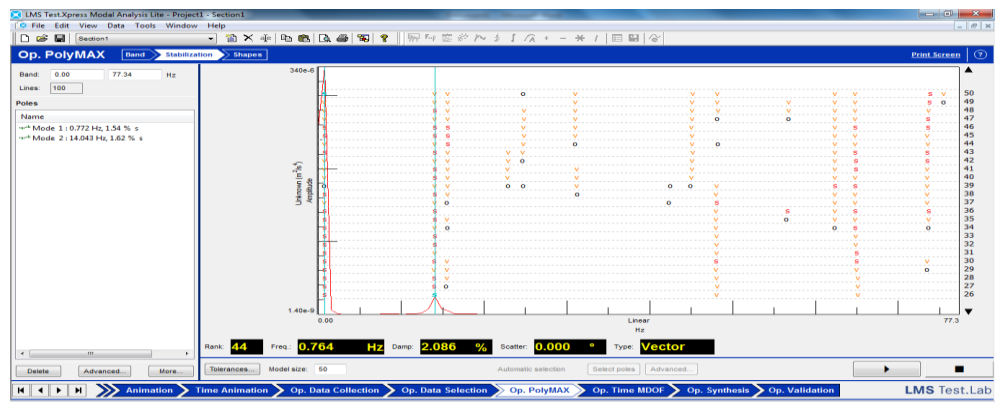 LMS Test.Xpress Modal Analysis Lite - Project1 - Section1
File Edit View Data Tools Window Help
Section1
Op. PolyMAX Band Stabilization Shapes Print Screen ?
Band: 0.00 77.34 Hz
Lines: 100
Poles
Name
Mode 1 : 0.772 Hz, 1.54 % s
Mode 2 : 14.043 Hz, 1.62 % s
340e-6
Amplitude
1.40e-9
0.00 Linear 77.3
Hz
50
49
48
47
46
45
44
43
42
41
40
39
38
37
36
35
34
33
32
31
30
29
28
27
26
Rank: 44 Freq.: 0.764 Hz Damp: 2.086 % Scatter: 0.000 ° Type: Vector
Delete Advanced... More... Tolerances... Model size: 50 Automatic selection Select poles Advanced...
Animation Time Animation Op. Data Collection Op. Data Selection Op. PolyMAX Op. Time MDOF Op. Synthesis Op. Validation LMS Test.Lab